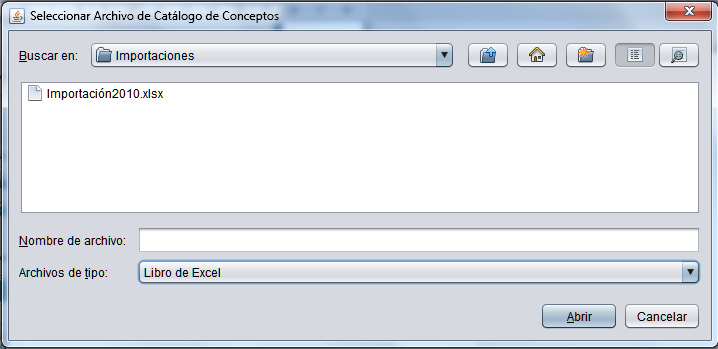 Seleccionar Archivo de Catálogo de Conceptos
Buscar en: Importaciones
Importación2010.xlsx
Nombre de archivo:
Archivos de tipo: Libro de Excel
Abrir Cancelar